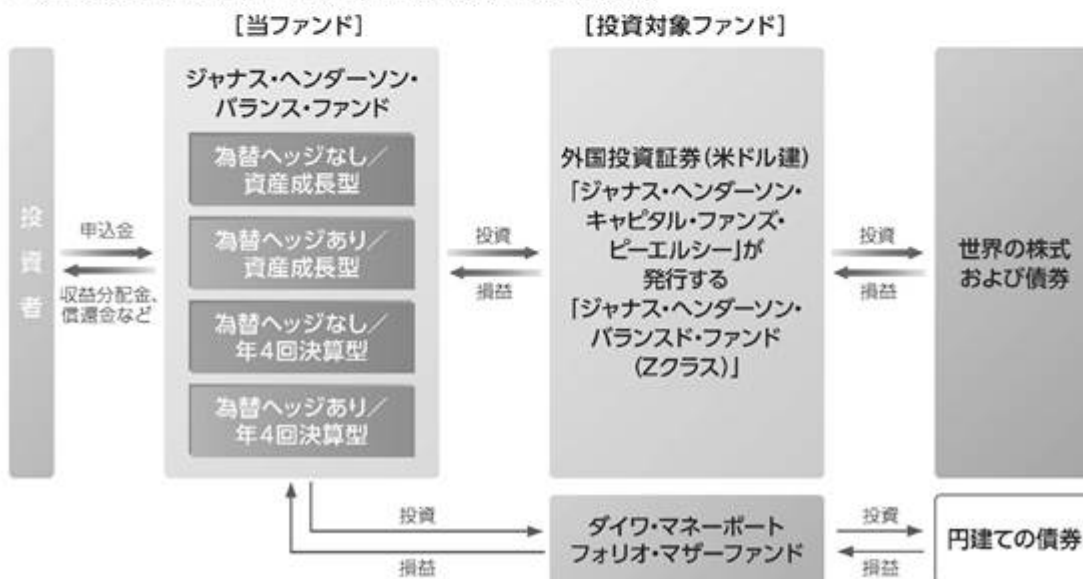 [当ファンド]
[投資対象ファンド]
投資者
申込金
収益分配金、
償還金など
ジャナス・ヘンダーソン・
バランス・ファンド
為替ヘッジなし／
資産成長型
為替ヘッジあり／
資産成長型
為替ヘッジなし／
年4回決算型
為替ヘッジあり／
年4回決算型
投資
損益
外国投資証券(米ドル建)
「ジャナス・ヘンダーソン・
キャピタル・ファンズ・
ピーエルシー」が
発行する
「ジャナス・ヘンダーソン・
バランスド・ファンド
(Zクラス)」
投資
損益
世界の株式
および債券
投資
損益
ダイワ・マネーポート
フォリオ・マザーファンド
投資
損益
円建ての債券